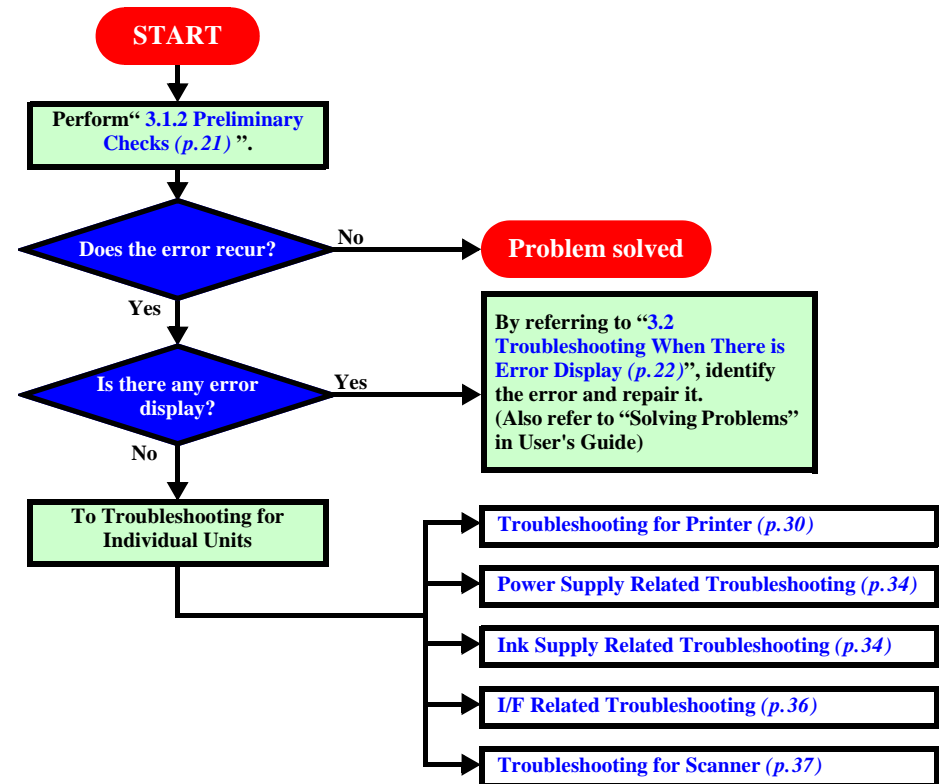 START
Perform“ 3.1.2 Preliminary
Checks (p.21) ”.
Does the error recur?
No
Problem solved
Yes
By referring to “3.2
Troubleshooting When There is
Error Display (p.22)”, identify
the error and repair it.
(Also refer to “Solving Problems”
in User's Guide)
Is there any error
display?
Yes
No
To Troubleshooting for
Individual Units
Troubleshooting for Printer (p.30)
Power Supply Related Troubleshooting (p.34)
Ink Supply Related Troubleshooting (p.34)
I/F Related Troubleshooting (p.36)
Troubleshooting for Scanner (p.37)